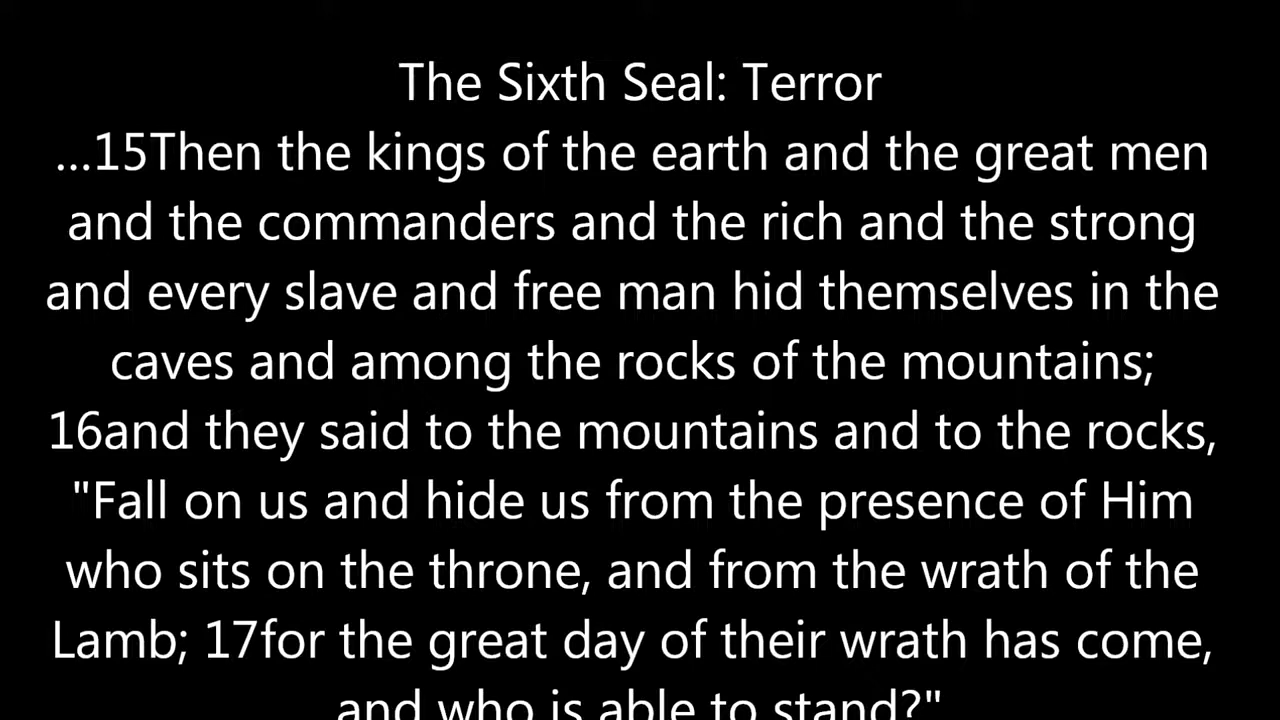 The Sixth Seal: Terror
...15Then the kings of the earth and the great men
and the commanders and the rich and the strong
and every slave and free man hid themselves in the
caves and among the rocks of the mountains;
16and they said to the mountains and to the rocks,
"Fall on us and hide us from the presence of Him
who sits on the throne, and from the wrath of the
Lamb; 17for the great day of their wrath has come,
and who is able to stand?"